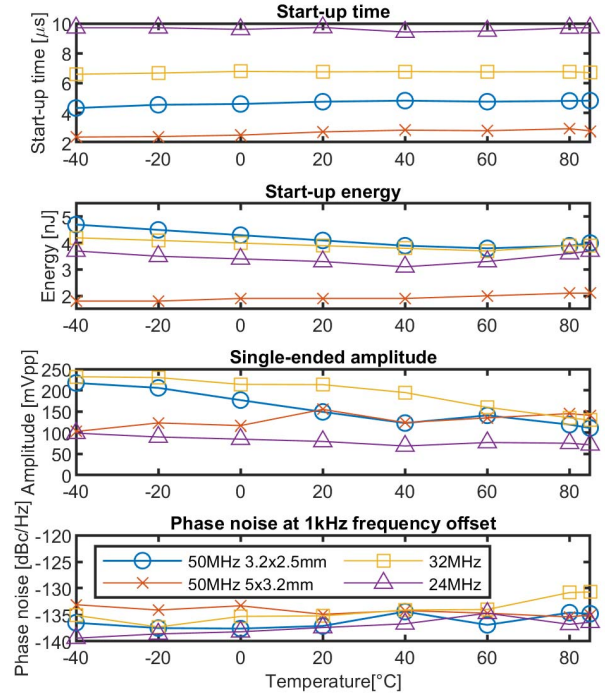 Start-up time
Start-up time [μs]
10
8
6
4
2
-40 -20 0 20 40 60 80
Start-up energy
Energy [nJ]
5
4
3
2
-40 -20 0 20 40 60 80
Single-ended amplitude
Amplitude [mVpp]
250
200
150
100
50
0
-40 -20 0 20 40 60 80
Phase noise at 1kHz frequency offset
Phase noise [dBc/Hz]
-120
-125
-130
-135
-140
50MHz 3.2x2.5mm
32MHz
50MHz 5x3.2mm
24MHz
-40 -20 0 20 40 60 80
Temperature[°C]